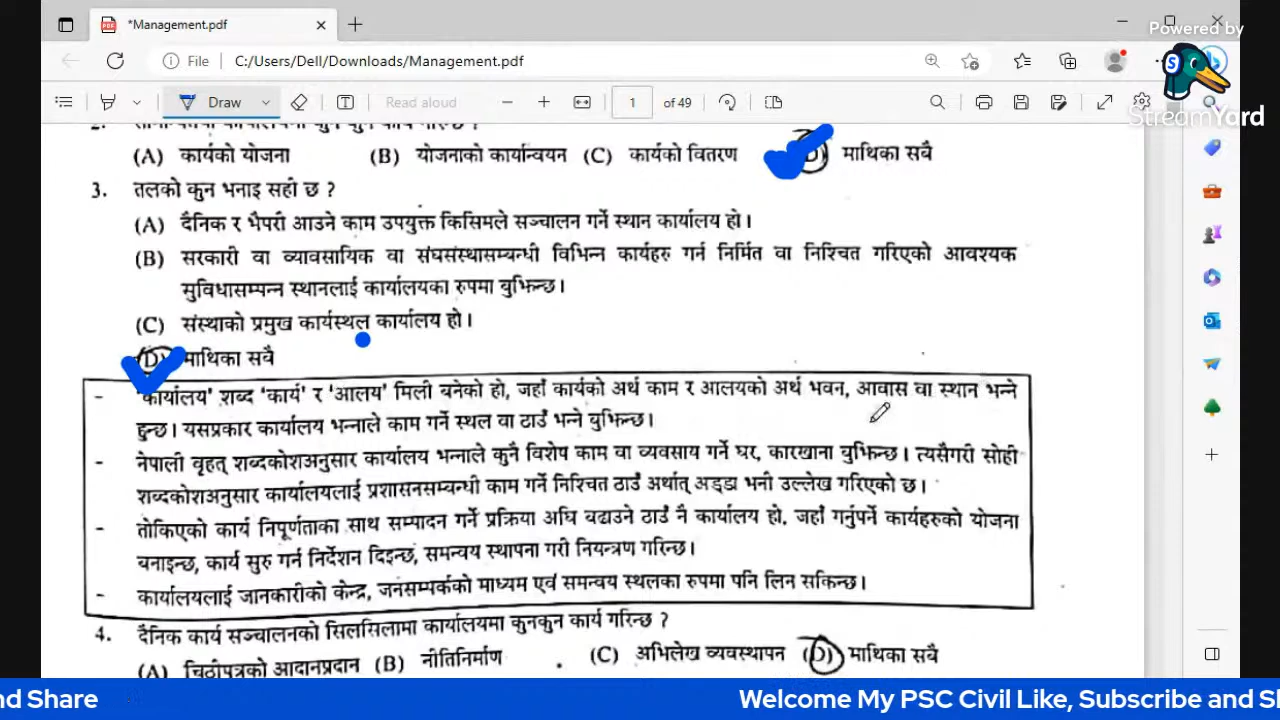 *Management.pdf
Powered by
File C:/Users/Dell/Downloads/Management.pdf
Draw Read aloud 1 of 49
StreamYard
2. कार्यालयमा कुन कुन कार्य गरिन्छ ?
(A) कार्यको योजना (B) योजनाको कार्यान्वयन (C) कार्यको वितरण (D) माथिका सवै
3. तलको कुन भनाइ सही छ ?
(A) दैनिक र भैपरी आउने काम उपयुक्त किसिमले सञ्चालन गर्ने स्थान कार्यालय हो।
(B) सरकारी वा व्यावसायिक वा संघसंस्थासम्वन्धी विभिन्न कार्यहरु गर्न निर्मित वा निश्चित गरिएको आवश्यक
सुविधासम्पन्न स्थानलाई कार्यालयका रुपमा वुझिन्छ।
(C) संस्थाको प्रमुख कार्यस्थल कार्यालय हो।
(D) माथिका सवै
- 'कार्यालय' शब्द 'कार्य' र 'आलय' मिली बनेको हो, जहाँ कार्यको अर्थ काम र आलयको अर्थ भवन, आवास वा स्थान भन्ने
हुन्छ। यसप्रकार कार्यालय भन्नाले काम गर्ने स्थल वा ठाउँ भन्ने वुझिन्छ।
- नेपाली वृहत् शब्दकोशअनुसार कार्यालय भन्नाले कुनै विशेप काम वा व्यवसाय गर्ने घर, कारखाना वुझिन्छ। त्यसैगरी सोही
शब्दकोशअनुसार कार्यालयलाई प्रशासनसम्बन्धी काम गर्ने निश्चित ठाउँ अर्थात् अड्डा भनी उल्लेख गरिएको छ।
- तोकिएको कार्य निपूर्णताका साथ सम्पादन गर्ने प्रक्रिया अघि बढाउने ठाउँ नै कार्यालय हो, जहाँ गर्नुपर्ने कार्यहरुको योजना
बनाइन्छ, कार्य सुरु गर्न निर्देशन दिइन्छ, समन्वय स्थापना गरी नियन्त्रण गरिन्छ।
- कार्यालयलाई जानकारीको केन्द्र, जनसम्पर्कको माध्यम एवं समन्वय स्थलका रुपमा पनि लिन सकिन्छ।
4. दैनिक कार्य सञ्चालनको सिलसिलामा कार्यालयमा कुनकुन कार्य गरिन्छ ?
(A) चिठीपत्रको आदानप्रदान (B) नीतिनिर्माण (C) अभिलेख व्यवस्थापन (D) माथिका सवै
nd Share Welcome My PSC Civil Like, Subscribe and Sh